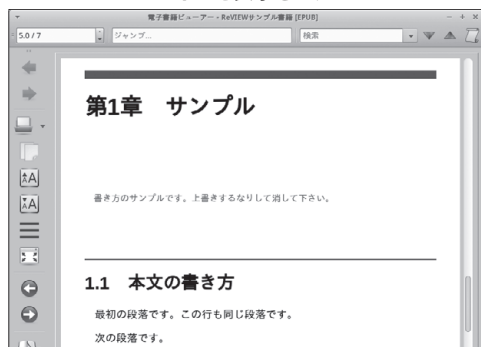 電子書籍ビューアー - ReVIEWサンプル書籍 [EPUB]
5.0 / 7
ジャンプ...
検索
第1章 サンプル
書き方のサンプルです。上書きするなりして消して下さい。
1.1 本文の書き方
最初の段落です。この行も同じ段落です。
次の段落です。